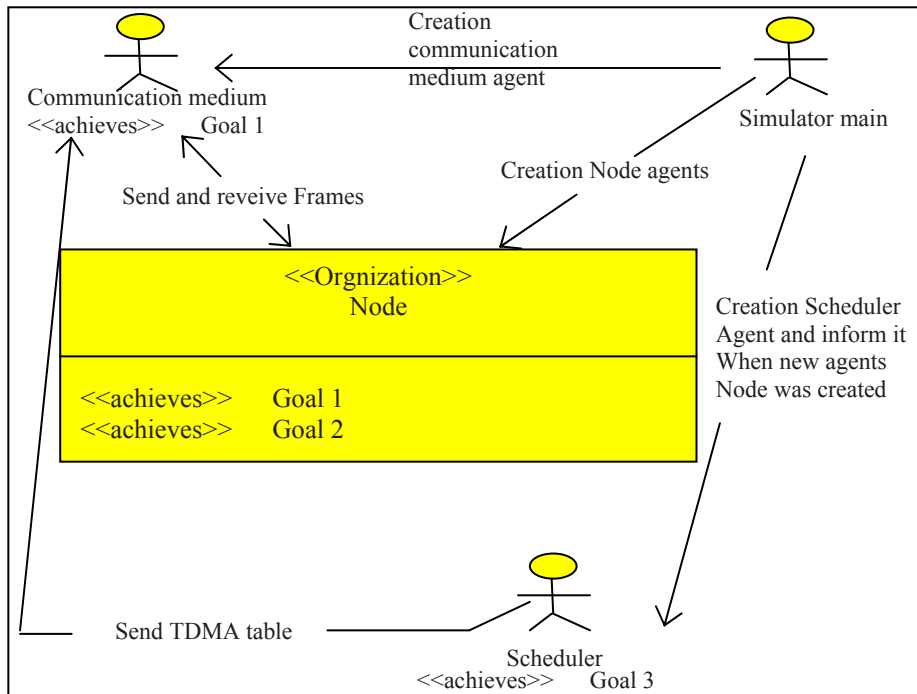 Creation
communication
medium agent
Communication medium
<<achieves>> Goal 1
Simulator main
Creation Node agents
Send and reveive Frames
<<Orgnization>>
Node
<<achieves>> Goal 1
<<achieves>> Goal 2
Creation Scheduler
Agent and inform it
When new agents
Node was created
Send TDMA table
Scheduler
<<achieves>> Goal 3